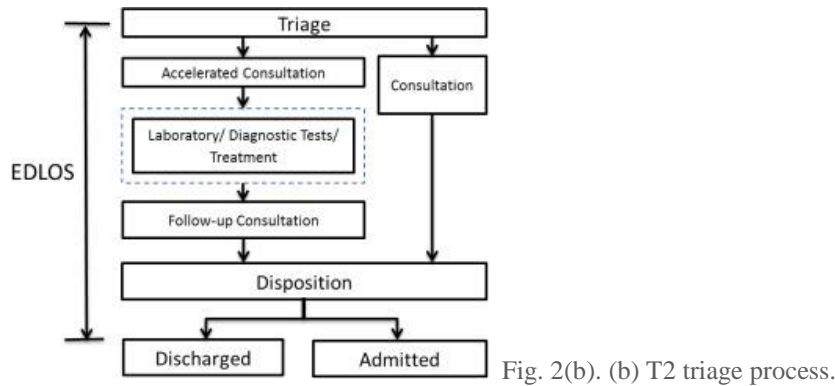 Triage
Accelerated Consultation
Consultation
Laboratory/ Diagnostic Tests/
Treatment
EDLOS
Follow-up Consultation
Disposition
Discharged
Admitted
Fig. 2(b). (b) T2 triage process.